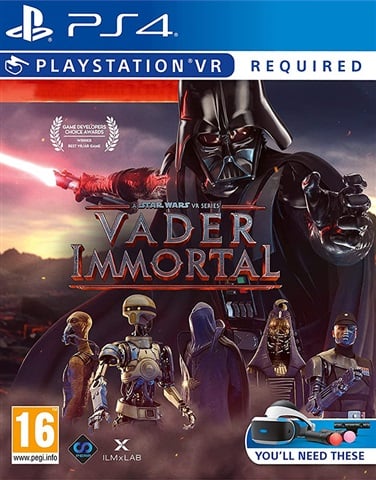 PS4
PLAYSTATION®VR REQUIRED
GAME DEVELOPERS
CHOICE AWARDS
WINNER
BEST VR/AR GAME
A STAR WARS VR SERIES
VADER
IMMORTAL
16
www.pegi.info
PERP
ILMxLAB
YOU'LL NEED THESE